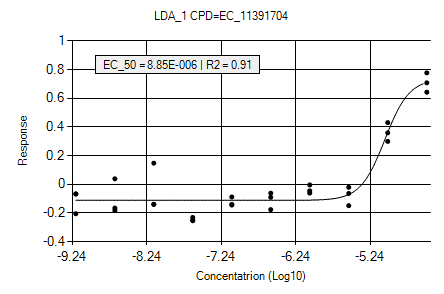 LDA_1 CPD=EC_11391704
1
EC_50 = 8.85E-006 | R2 = 0.91
0.8
0.6
0.4
0.2
0
-0.2
-0.4
Response
-9.24 -8.24 -7.24 -6.24 -5.24
Concentatrion (Log10)